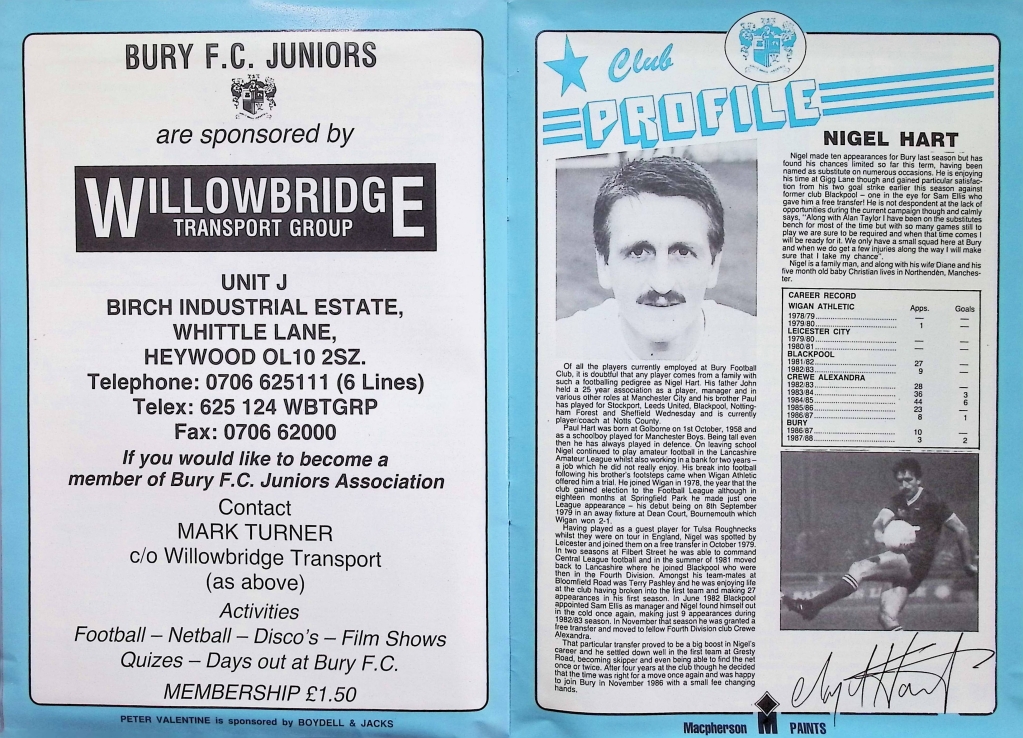 BURY F.C. JUNIORS
are sponsored by
WILLOWBRIDGE
TRANSPORT GROUP
UNIT J
BIRCH INDUSTRIAL ESTATE,
WHITTLE LANE,
HEYWOOD OL10 2SZ.
Telephone: 0706 625111 (6 Lines)
Telex: 625 124 WBTGRP
Fax: 0706 62000
If you would like to become a
member of Bury F.C. Juniors Association
Contact
MARK TURNER
c/o Willowbridge Transport
(as above)
Activities
Football – Netball – Disco's – Film Shows
Quizes – Days out at Bury F.C.
MEMBERSHIP £1.50
PETER VALENTINE is sponsored by BOYDELL & JACKS
Club
PROFILE
Of all the players currently employed at Bury Football
Club, it is doubtful that any player comes from a family with
such a footballing pedigree as Nigel Hart. His father John
held a 25 year association as a player, manager and in
various other roles at Manchester City and his brother Paul
has played for Stockport, Leeds United, Blackpool, Notting-
ham Forest and Sheffield Wednesday and is currently
player/coach at Notts County.
Paul Hart was born at Golborne on 1st October, 1958 and
as a schoolboy played for Manchester Boys. Being tall even
then he has always played in defence. On leaving school
Nigel continued to play amateur football in the Lancashire
Amateur League whilst also working in a bank for two years –
a job which he did not really enjoy. His break into football
following his brother's footsteps came when Wigan Athletic
offered him a trial. He joined Wigan in 1978, the year that the
club gained election to the Football League although in
eighteen months at Springfield Park he made just one
League appearance – his debut being on 8th September
1979 in an away fixture at Dean Court, Bournemouth which
Wigan won 2-1.
Having played as a guest player for Tulsa Roughnecks
whilst they were on tour in England, Nigel was spotted by
Leicester and joined them on a free transfer in October 1979.
In two seasons at Filbert Street he was able to command
Central League football and in the summer of 1981 moved
back to Lancashire where he joined Blackpool who were
then in the Fourth Division. Amongst his team-mates at
Bloomfield Road was Terry Pashley and he was enjoying life
at the club having broken into the first team and making 27
appearances in his first season. In June 1982 Blackpool
appointed Sam Ellis as manager and Nigel found himself out
in the cold once again, making just 9 appearances during
1982/83 season. In November that season he was granted a
free transfer and moved to fellow Fourth Division club Crewe
Alexandra.
That particular transfer proved to be a big boost in Nigel's
career and he settled down well in the first team at Gresty
Road, becoming skipper and even being able to find the net
once or twice. After four years at the club though he decided
that the time was right for a move once again and was happy
to join Bury in November 1986 with a small fee changing
hands.
NIGEL HART
Nigel made ten appearances for Bury last season but has
found his chances limited so far this term, having been
named as substitute on numerous occasions. He is enjoying
his time at Gigg Lane though and gained particular satisfac-
tion from his two goal strike earlier this season against
former club Blackpool – one in the eye for Sam Ellis who
gave him a free transfer! He is not despondent at the lack of
opportunities during the current campaign though and calmly
says, "Along with Alan Taylor I have been on the substitutes
bench for most of the time but with so many games still to
play we are sure to be required and when that time comes I
will be ready for it. We only have a small squad here at Bury
and when we do get a few injuries along the way I will make
sure that I take my chance".
Nigel is a family man, and along with his wife Diane and his
five month old baby Christian lives in Northenden, Manches-
ter.
CAREER RECORD
WIGAN ATHLETIC Apps. Goals
1978/79 — —
1979/80 1 —
LEICESTER CITY
1979/80 — —
1980/81 — —
BLACKPOOL
1981/82 27 —
1982/83 9 —
CREWE ALEXANDRA
1982/83 28 —
1983/84 36 3
1984/85 44 6
1985/86 23 —
1986/87 8 1
BURY
1986/87 10 —
1987/88 3 2
Nigel Hart
Macpherson M PAINTS